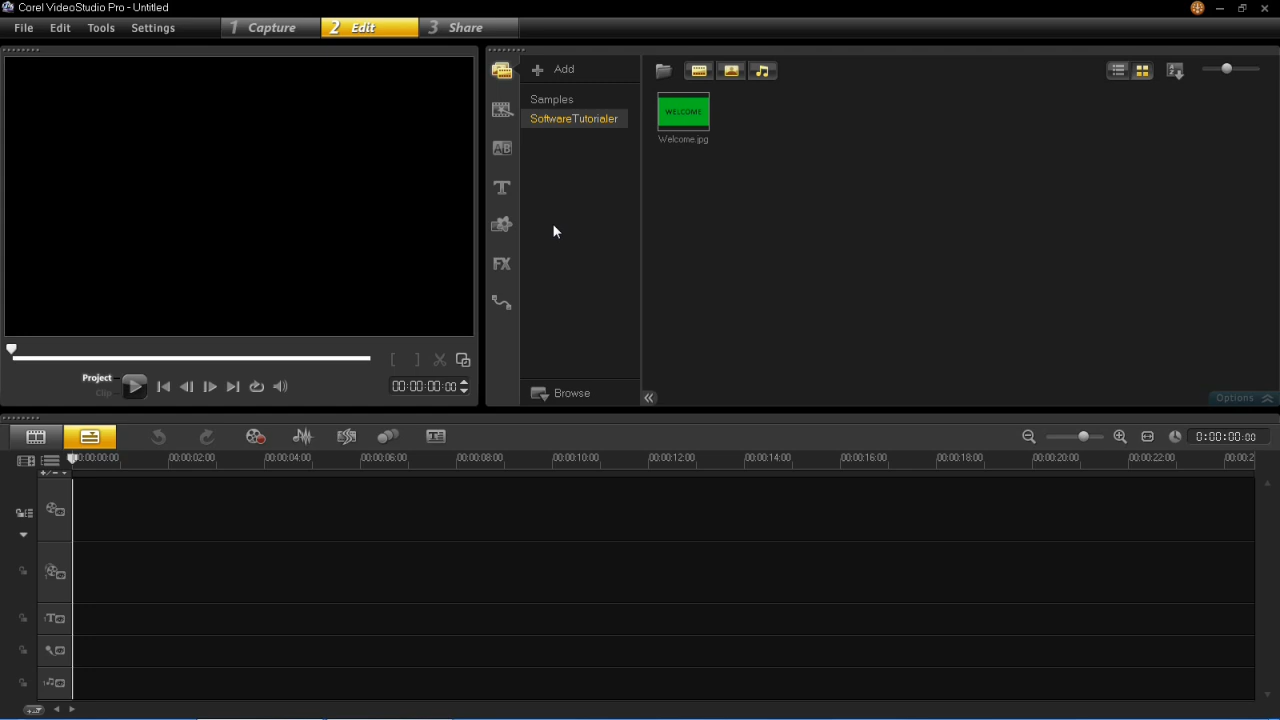 Corel VideoStudio Pro - Untitled
File Edit Tools Settings
1 Capture 2 Edit 3 Share
Add
Samples
SoftwareTutorialer
WELCOME
Welcome.jpg
Project
Clip
00:00:00:00
Browse
Options
0:00:00:00
00:00:00:00 00:00:02:00 00:00:04:00 00:00:06:00 00:00:08:00 00:00:10:00 00:00:12:00 00:00:14:00 00:00:16:00 00:00:18:00 00:00:20:00 00:00:22:00 00:00:2